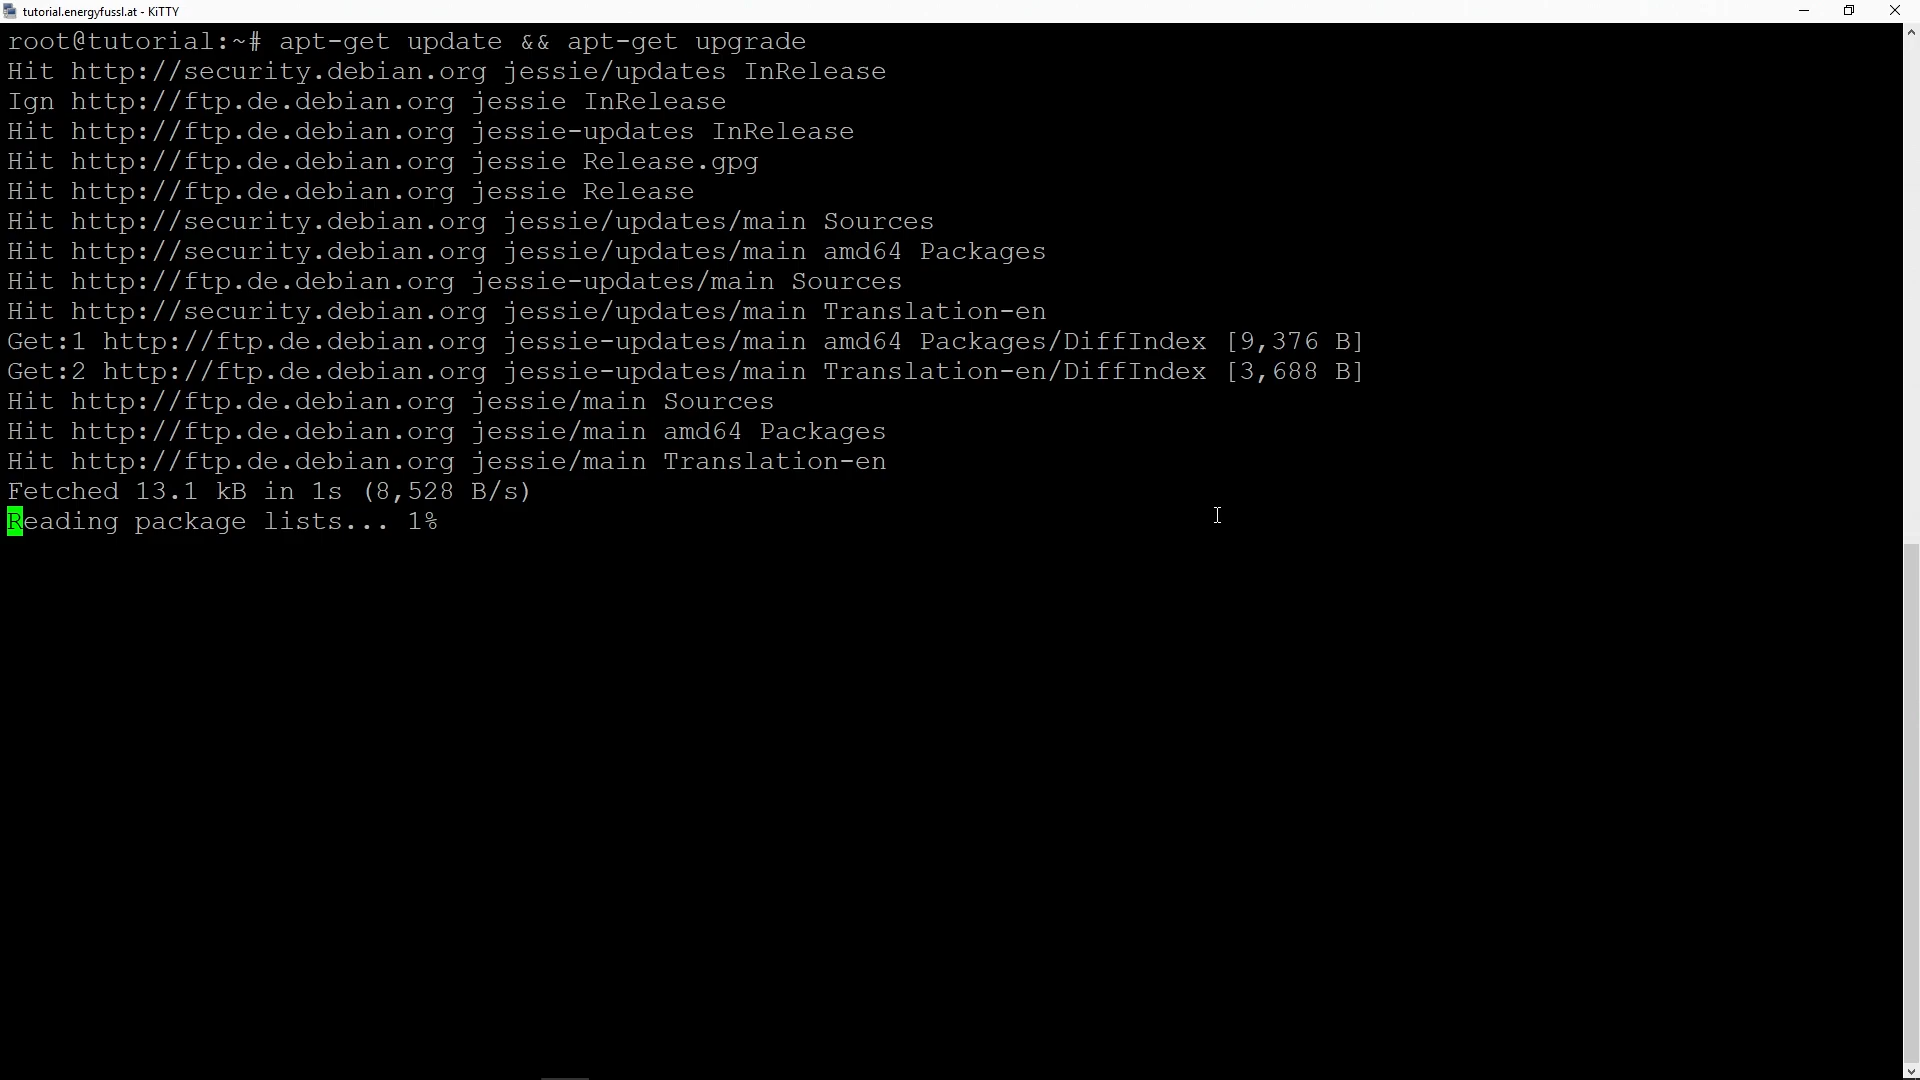 tutorial.energyfussl.at - KiTTY
root@tutorial:~# apt-get update && apt-get upgrade
Hit http://security.debian.org jessie/updates InRelease
Ign http://ftp.de.debian.org jessie InRelease
Hit http://ftp.de.debian.org jessie-updates InRelease
Hit http://ftp.de.debian.org jessie Release.gpg
Hit http://ftp.de.debian.org jessie Release
Hit http://security.debian.org jessie/updates/main Sources
Hit http://security.debian.org jessie/updates/main amd64 Packages
Hit http://ftp.de.debian.org jessie-updates/main Sources
Hit http://security.debian.org jessie/updates/main Translation-en
Get:1 http://ftp.de.debian.org jessie-updates/main amd64 Packages/DiffIndex [9,376 B]
Get:2 http://ftp.de.debian.org jessie-updates/main Translation-en/DiffIndex [3,688 B]
Hit http://ftp.de.debian.org jessie/main Sources
Hit http://ftp.de.debian.org jessie/main amd64 Packages
Hit http://ftp.de.debian.org jessie/main Translation-en
Fetched 13.1 kB in 1s (8,528 B/s)
Reading package lists... 1%